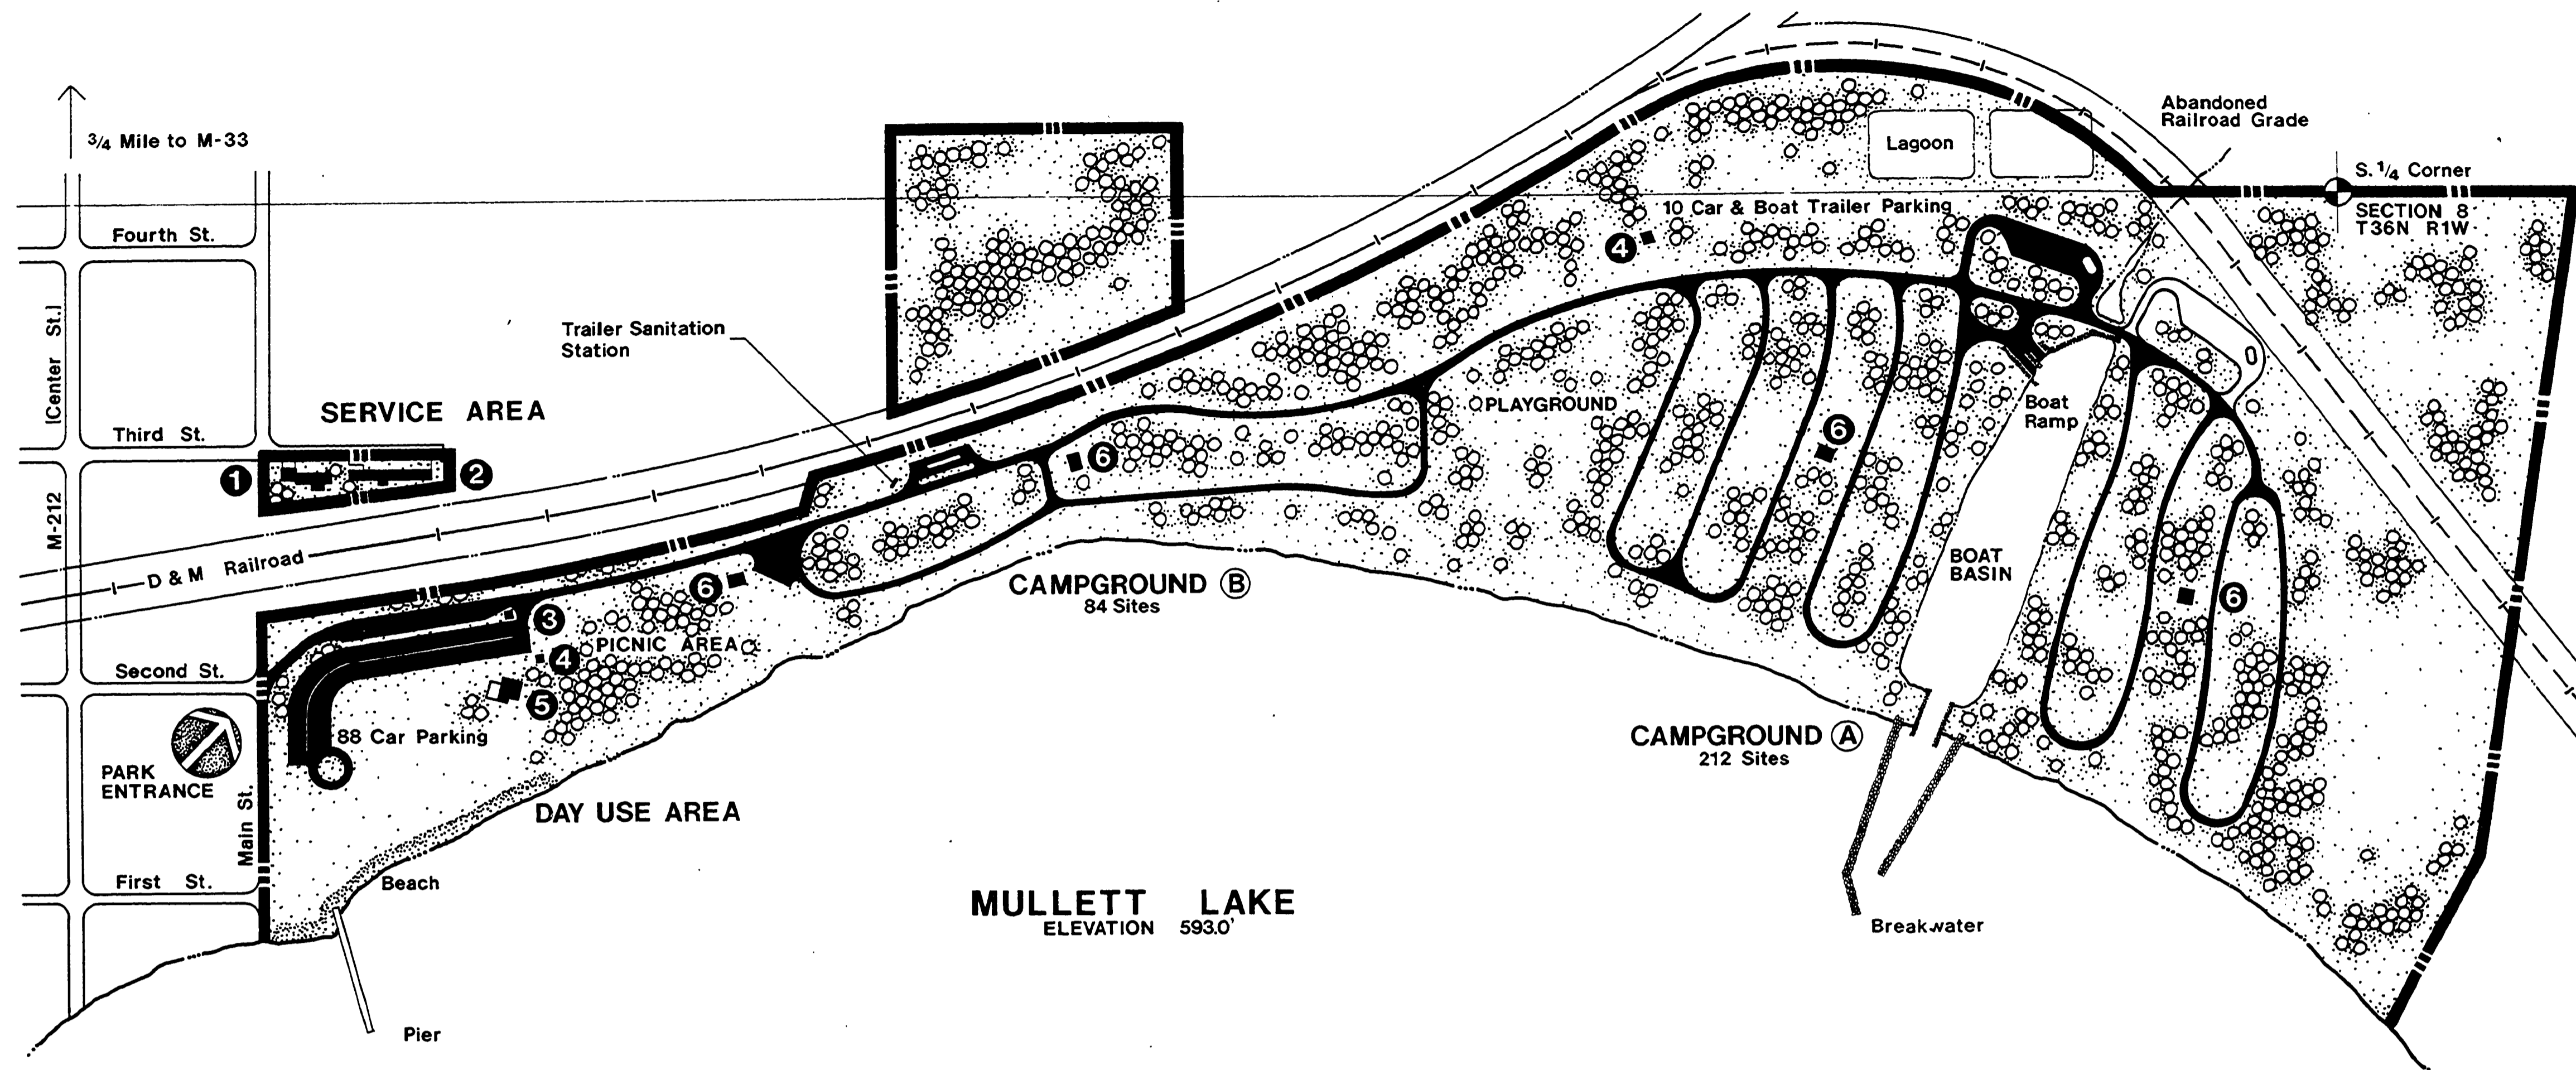 3/4 Mile to M-33
Abandoned
Railroad Grade
Lagoon
S. 1/4 Corner
SECTION 8
T36N R1W
10 Car & Boat Trailer Parking
4
Fourth St.
[Center St.]
Trailer Sanitation
Station
PLAYGROUND
Boat
Ramp
SERVICE AREA
Third St.
1
2
6
6
M-212
D & M Railroad
BOAT
BASIN
CAMPGROUND B
84 Sites
6
6
3
PICNIC AREA
4
5
Second St.
88 Car Parking
CAMPGROUND A
212 Sites
PARK
ENTRANCE
Main St.
DAY USE AREA
First St.
Beach
MULLETT LAKE
ELEVATION 593.0'
Breakwater
Pier